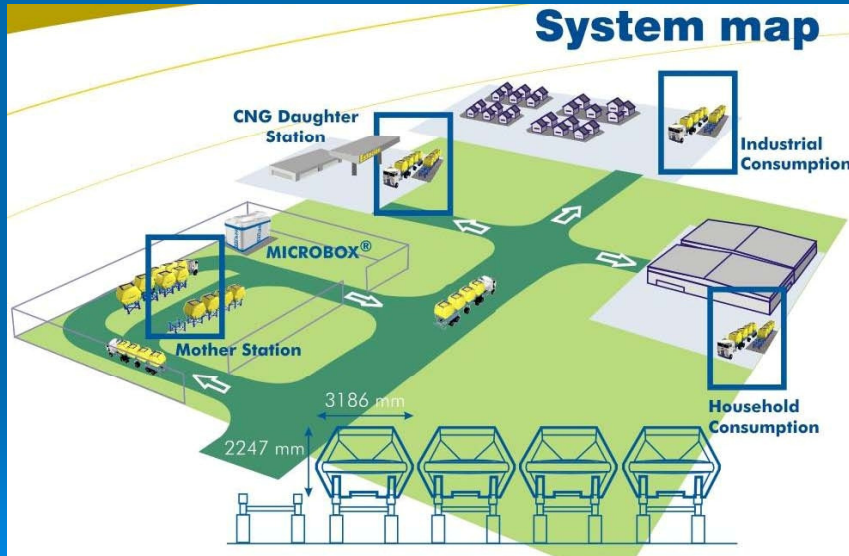 System map
CNG Daughter
Station
Industrial
Consumption
MICROBOX®
Mother Station
Household
Consumption
3186 mm
2247 mm